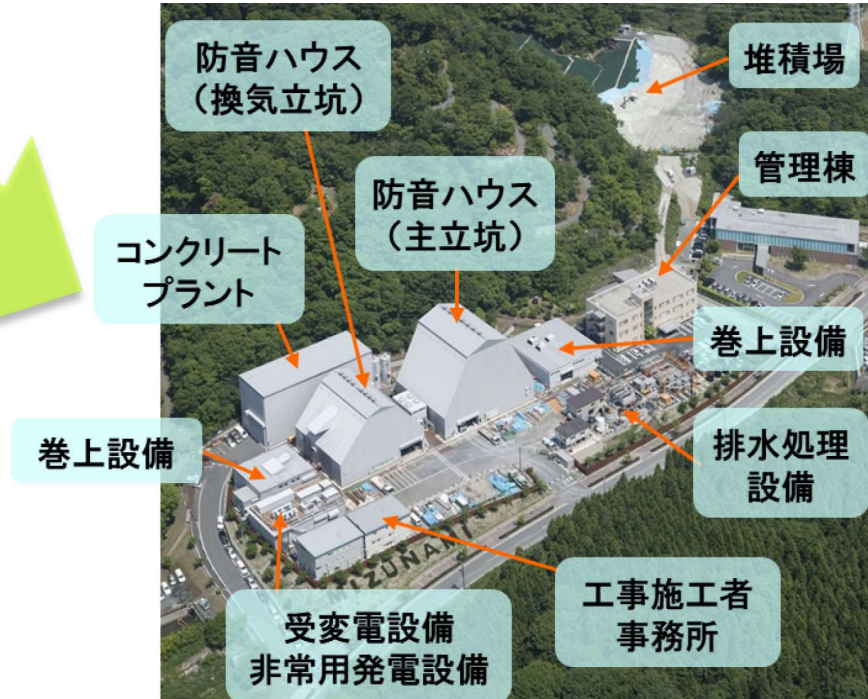 防音ハウス
（換気立坑）
堆積場
管理棟
防音ハウス
（主立坑）
コンクリート
プラント
巻上設備
巻上設備
排水処理
設備
MIZUNAMI
工事施工者
事務所
受変電設備
非常用発電設備